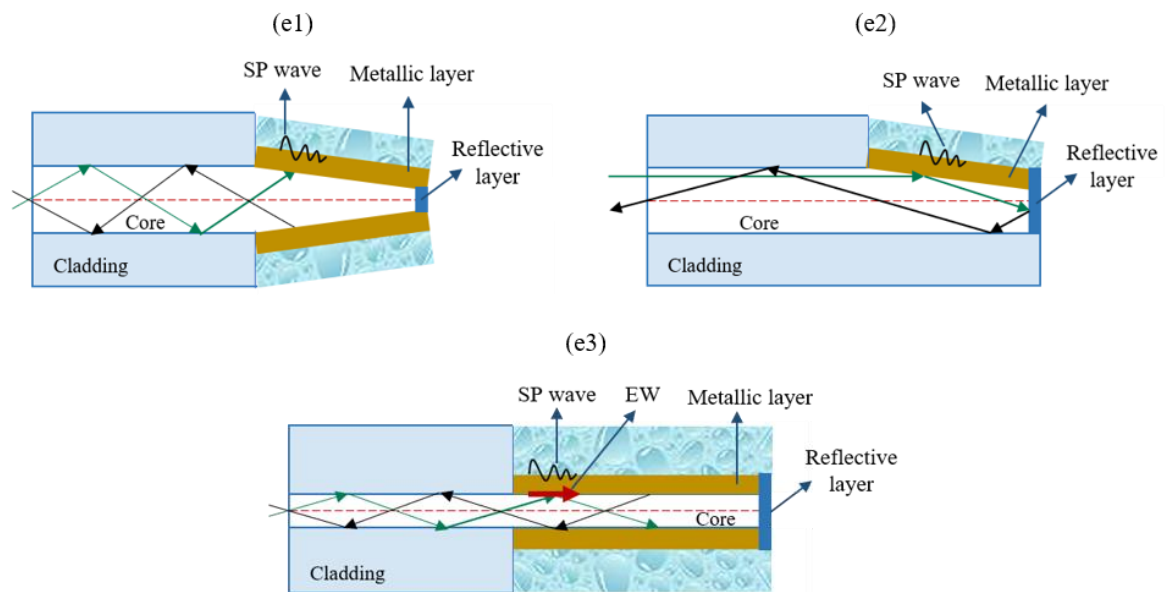 (e1)
SP wave
Metallic layer
Reflective
layer
Core
Cladding
(e2)
SP wave
Metallic layer
Reflective
layer
Core
Cladding
(e3)
SP wave
EW
Metallic layer
Reflective
layer
Core
Cladding